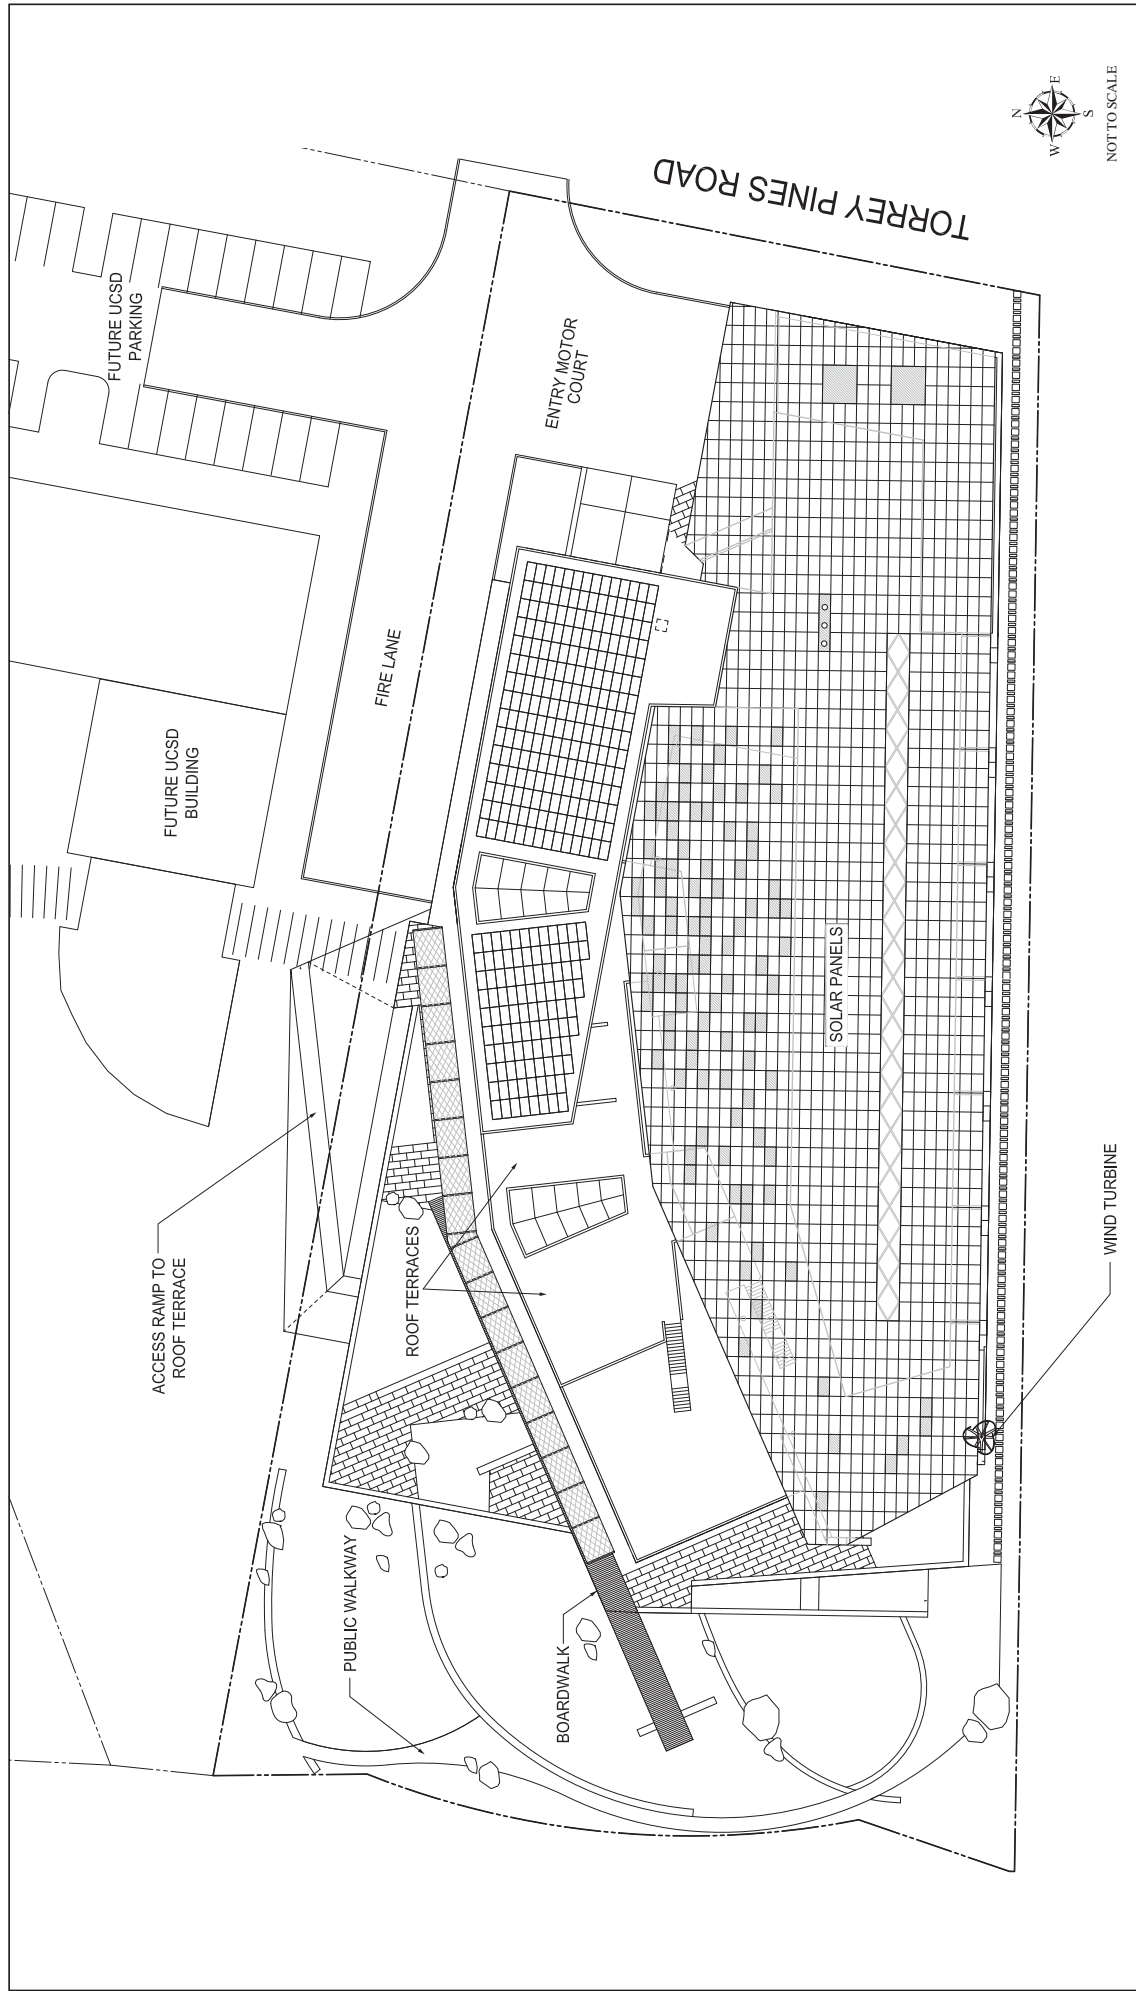 FUTURE UCSD
PARKING
TORREY PINES ROAD
N
E
S
W
NOT TO SCALE
ENTRY MOTOR
COURT
FIRE LANE
FUTURE UCSD
BUILDING
SOLAR PANELS
ACCESS RAMP TO
ROOF TERRACE
ROOF TERRACES
WIND TURBINE
PUBLIC WALKWAY
BOARDWALK